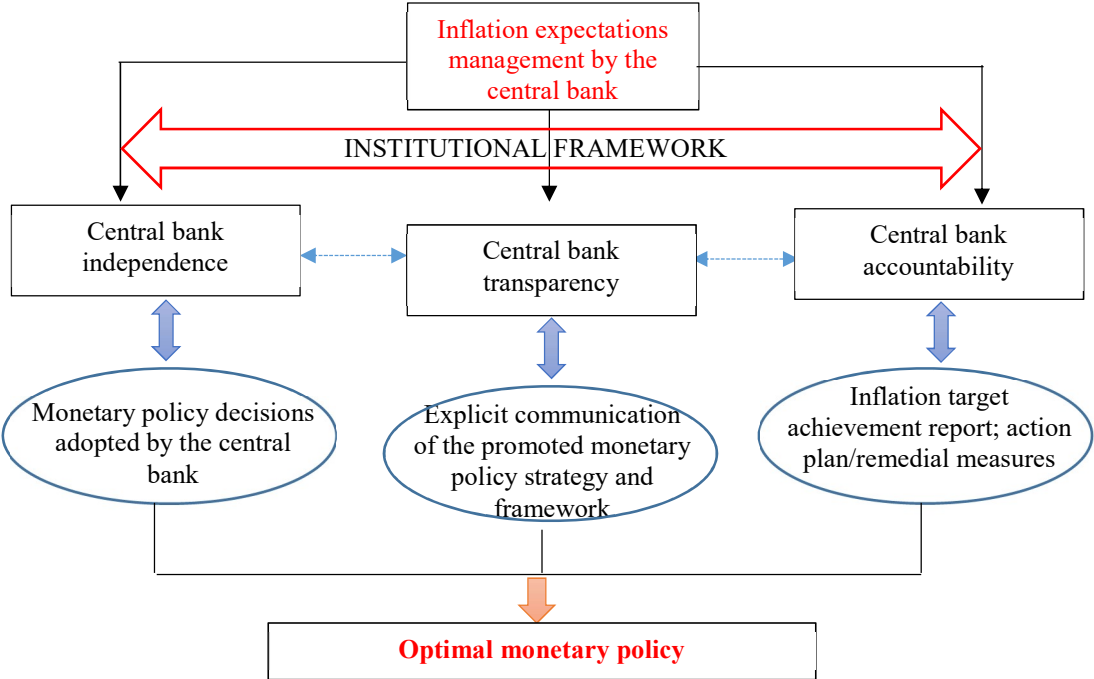 Inflation expectations
management by the
central bank
INSTITUTIONAL FRAMEWORK
Central bank
independence
Central bank
transparency
Central bank
accountability
Monetary policy decisions
adopted by the central
bank
Explicit communication
of the promoted monetary
policy strategy and
framework
Inflation target
achievement report; action
plan/remedial measures
Optimal monetary policy